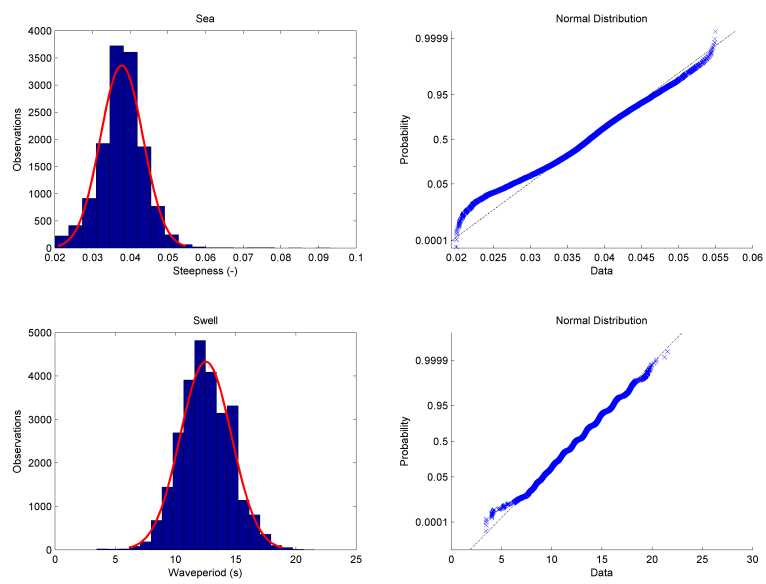 Sea
4000
3500
3000
2500
2000
1500
1000
500
0
Observations
0.02 0.03 0.04 0.05 0.06 0.07 0.08 0.09 0.1
Steepness (-)
Normal Distribution
0.9999
0.95
0.5
0.05
0.0001
Probability
0.02 0.025 0.03 0.035 0.04 0.045 0.05 0.055 0.06
Data
Swell
5000
4000
3000
2000
1000
0
Observations
0 5 10 15 20 25
Waveperiod (s)
Normal Distribution
0.9999
0.95
0.5
0.05
0.0001
Probability
0 5 10 15 20 25 30
Data